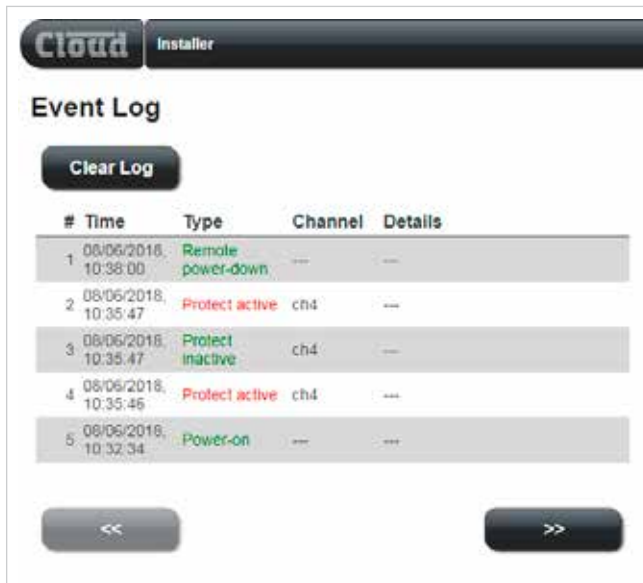 Cloud Installer
Event Log
Clear Log
# Time Type Channel Details
1 08/06/2018, 10:38:00 Remote power-down --- ---
2 08/06/2018, 10:35:47 Protect active ch4 ---
3 08/06/2018, 10:35:47 Protect inactive ch4 ---
4 08/06/2018, 10:35:46 Protect active ch4 ---
5 08/06/2018, 10:32:34 Power-on --- ---
<< >>